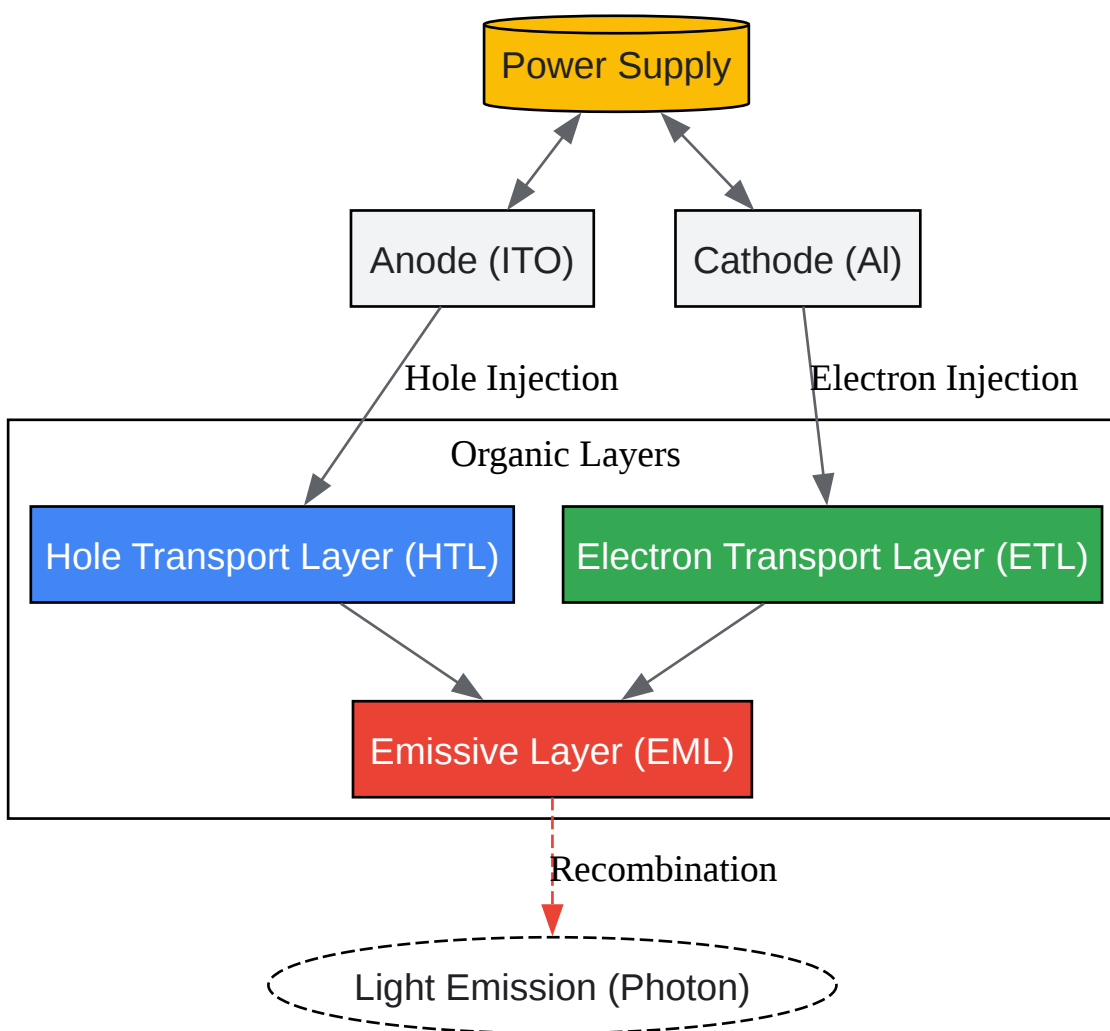 Power Supply
Anode (ITO)
Cathode (Al)
Hole Injection
Electron Injection
Organic Layers
Hole Transport Layer (HTL)
Electron Transport Layer (ETL)
Emissive Layer (EML)
Recombination
Light Emission (Photon)